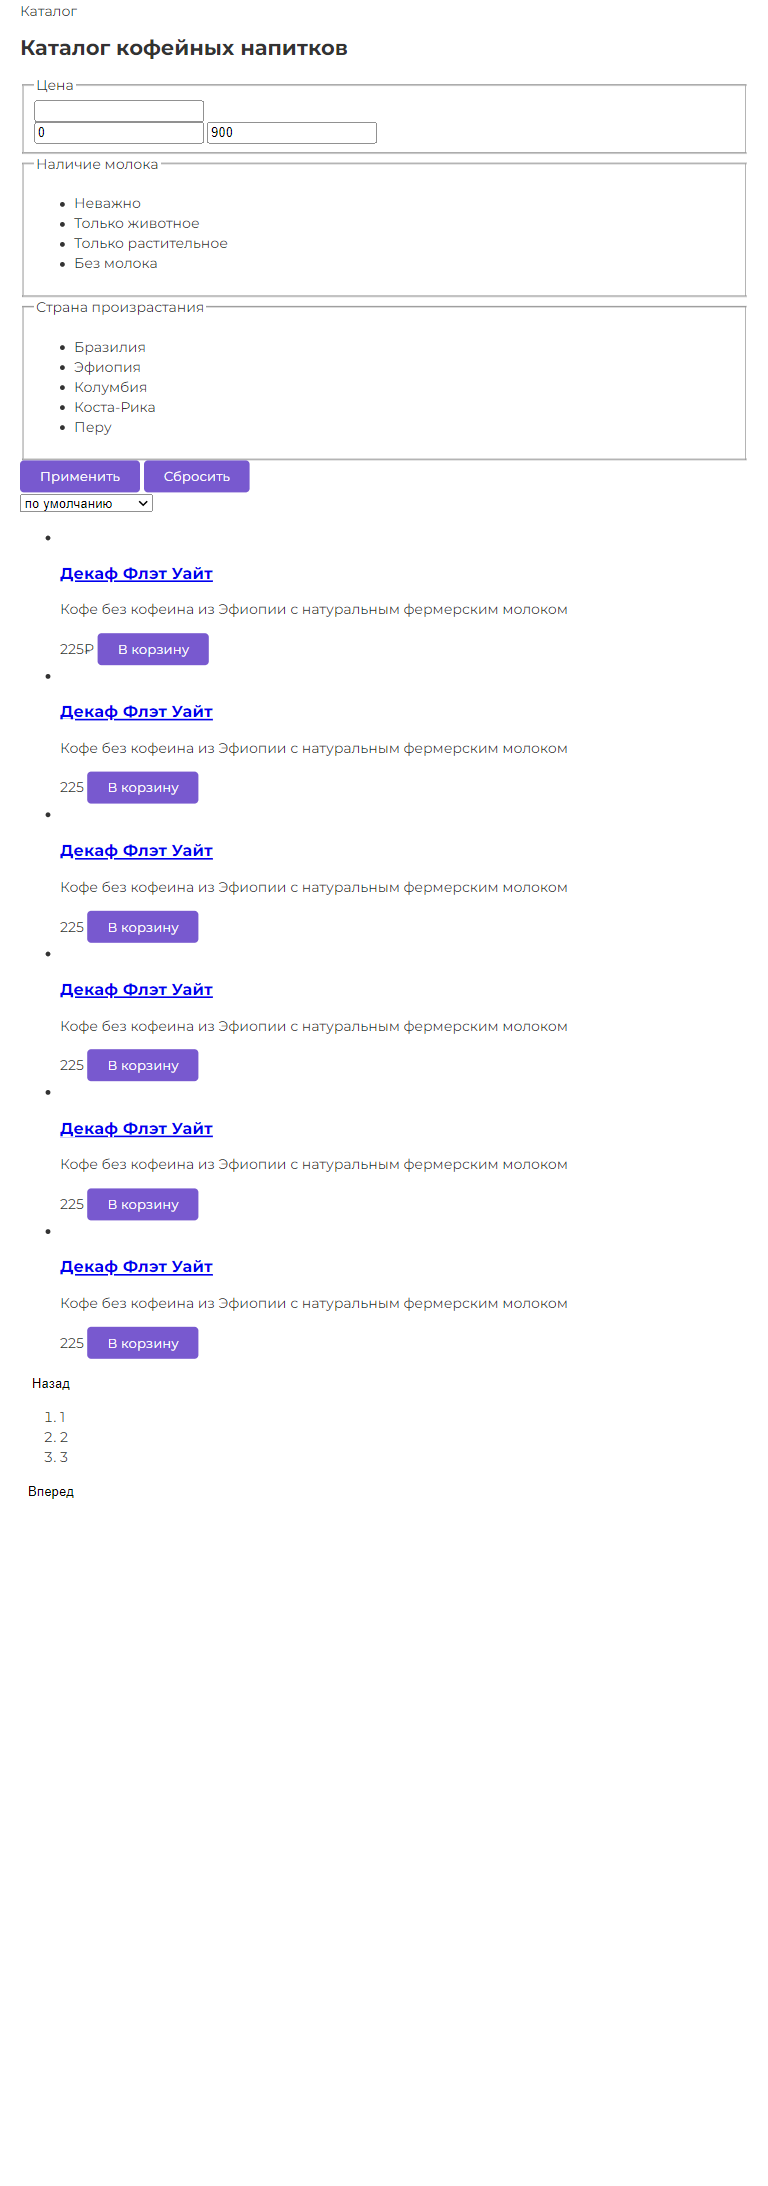 Каталог
Каталог кофейных напитков
Цена
0 900
Наличие молока
Неважно
Только животное
Только растительное
Без молока
Страна произрастания
Бразилия
Эфиопия
Колумбия
Коста-Рика
Перу
Применить Сбросить
по умолчанию
Декаф Флэт Уайт
Кофе без кофеина из Эфиопии с натуральным фермерским молоком
225₽ В корзину
Декаф Флэт Уайт
Кофе без кофеина из Эфиопии с натуральным фермерским молоком
225 В корзину
Декаф Флэт Уайт
Кофе без кофеина из Эфиопии с натуральным фермерским молоком
225 В корзину
Декаф Флэт Уайт
Кофе без кофеина из Эфиопии с натуральным фермерским молоком
225 В корзину
Декаф Флэт Уайт
Кофе без кофеина из Эфиопии с натуральным фермерским молоком
225 В корзину
Декаф Флэт Уайт
Кофе без кофеина из Эфиопии с натуральным фермерским молоком
225 В корзину
Назад
1. 1
2. 2
3. 3
Вперед